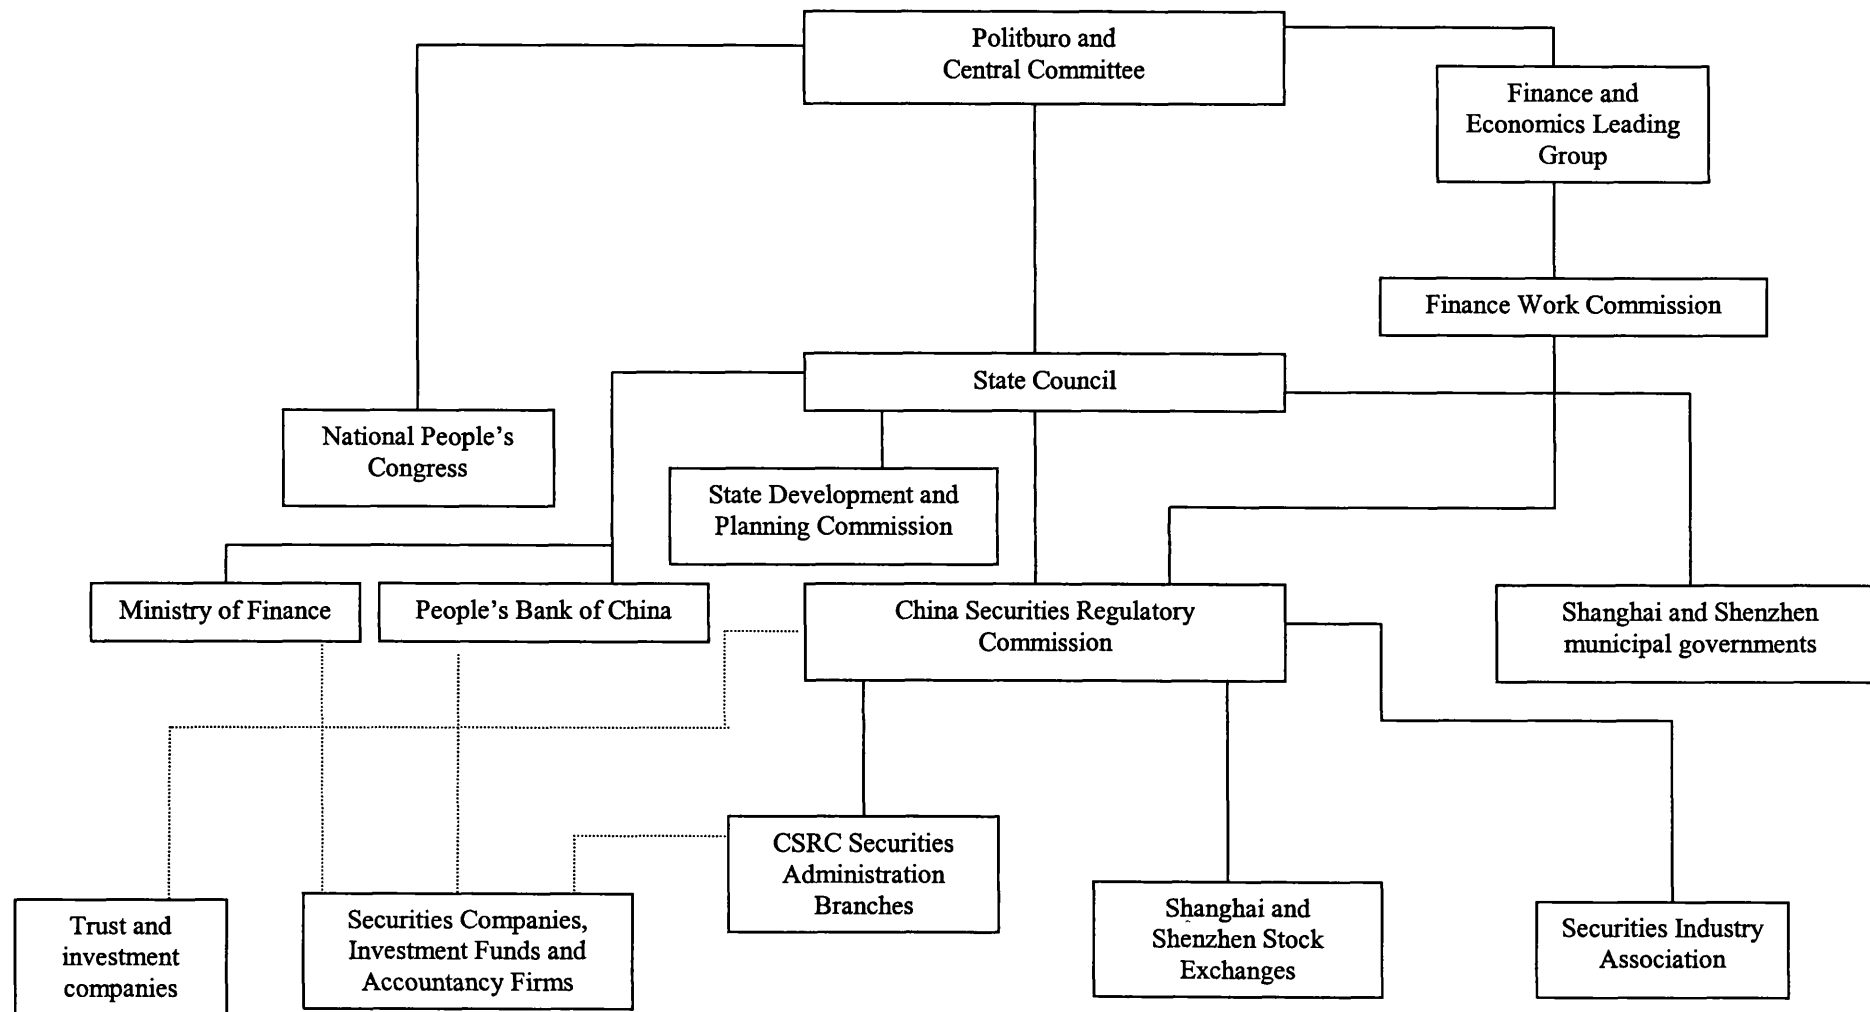 Politburo and
Central Committee
Finance and
Economics Leading
Group
Finance Work Commission
State Council
National People's
Congress
State Development and
Planning Commission
Ministry of Finance
People's Bank of China
China Securities Regulatory
Commission
Shanghai and Shenzhen
municipal governments
CSRC Securities
Administration
Branches
Trust and
investment
companies
Securities Companies,
Investment Funds and
Accountancy Firms
Shanghai and
Shenzhen Stock
Exchanges
Securities Industry
Association